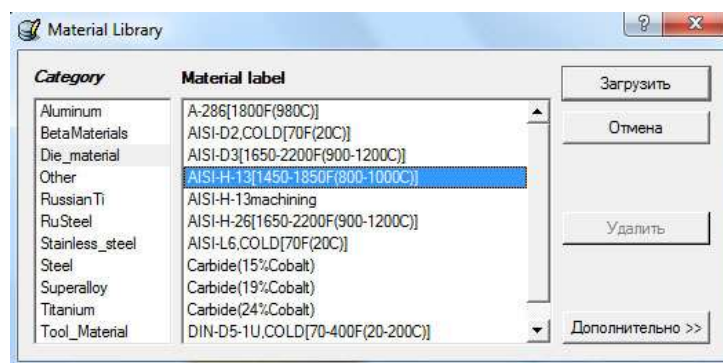 Material Library
Category
Material label
Aluminum
BetaMaterials
Die_material
Other
RussianTi
RuSteel
Stainless_steel
Steel
Superalloy
Titanium
Tool_Material
A-286[1800F(980C)]
AISI-D2,COLD[70F(20C)]
AISI-D3[1650-2200F(900-1200C)]
AISI-H-13[1450-1850F(800-1000C)]
AISI-H-13machining
AISI-H-26[1650-2200F(900-1200C)]
AISI-L6,COLD[70F(20C)]
Carbide(15%Cobalt)
Carbide(19%Cobalt)
Carbide(24%Cobalt)
DIN-D5-1U,COLD[70-400F(20-200C)]
Загрузить
Отмена
Удалить
Дополнительно >>